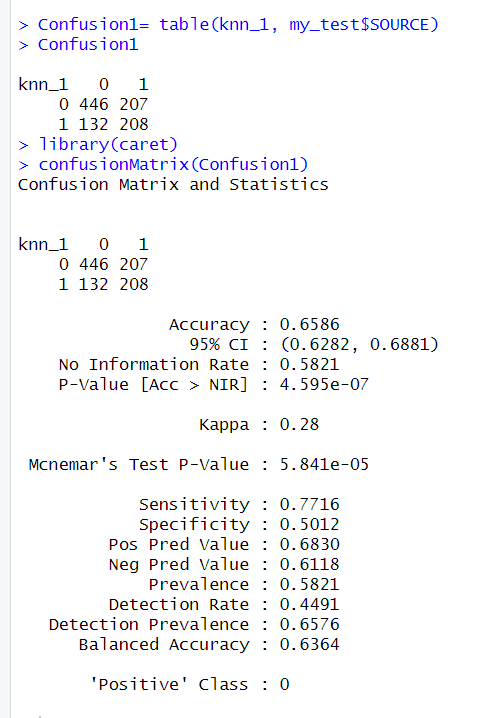 > Confusion1= table(knn_1, my_test$SOURCE)
> Confusion1

knn_1   0   1
    0 446 207
    1 132 208
> library(caret)
> confusionMatrix(Confusion1)
Confusion Matrix and Statistics


knn_1   0   1
    0 446 207
    1 132 208

               Accuracy : 0.6586
                 95% CI : (0.6282, 0.6881)
    No Information Rate : 0.5821
    P-Value [Acc > NIR] : 4.595e-07

                  Kappa : 0.28

 Mcnemar's Test P-Value : 5.841e-05

            Sensitivity : 0.7716
            Specificity : 0.5012
         Pos Pred Value : 0.6830
         Neg Pred Value : 0.6118
             Prevalence : 0.5821
         Detection Rate : 0.4491
   Detection Prevalence : 0.6576
      Balanced Accuracy : 0.6364

       'Positive' Class : 0